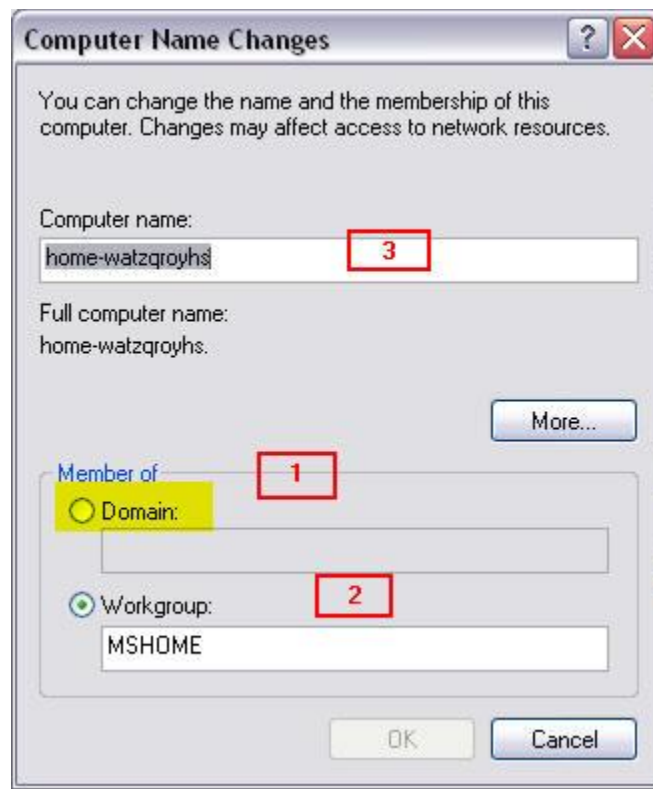 Computer Name Changes
You can change the name and the membership of this
computer. Changes may affect access to network resources.
Computer name:
home-watzqroyhs
3
Full computer name:
home-watzqroyhs.
More...
Member of
1
Domain:
Workgroup:
2
MSHOME
OK
Cancel